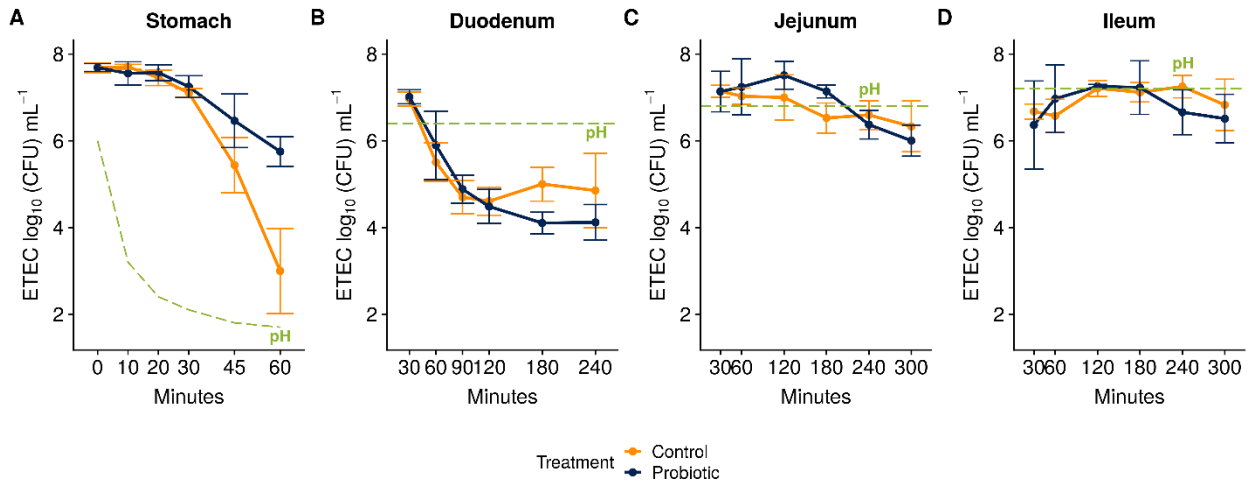 A Stomach
B Duodenum
C Jejunum
D Ileum
ETEC log₁₀ (CFU) mL⁻¹
8
6
4
2
pH
0 10 20 30 45 60
Minutes
ETEC log₁₀ (CFU) mL⁻¹
8
6
4
2
pH
30 60 90 120 180 240
Minutes
ETEC log₁₀ (CFU) mL⁻¹
8
6
4
2
pH
30 60 120 180 240 300
Minutes
ETEC log₁₀ (CFU) mL⁻¹
8
6
4
2
pH
30 60 120 180 240 300
Minutes
Treatment
Control
Probiotic